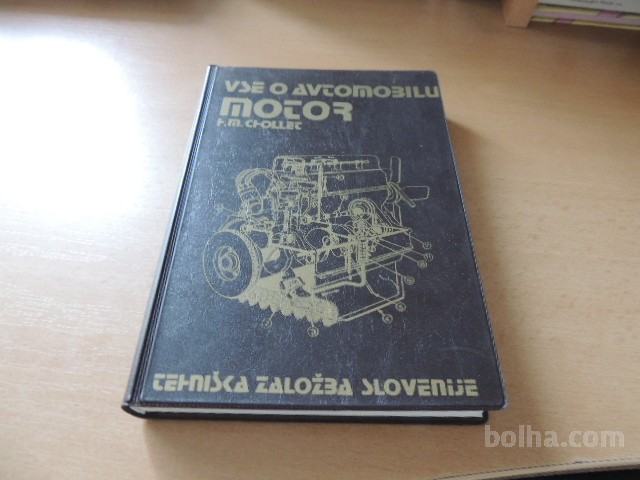 VSE O AVTOMOBILU
MOTOR
H.M. CHOLLET
TEHNIŠKA ZALOŽBA SLOVENIJE
bolha.com